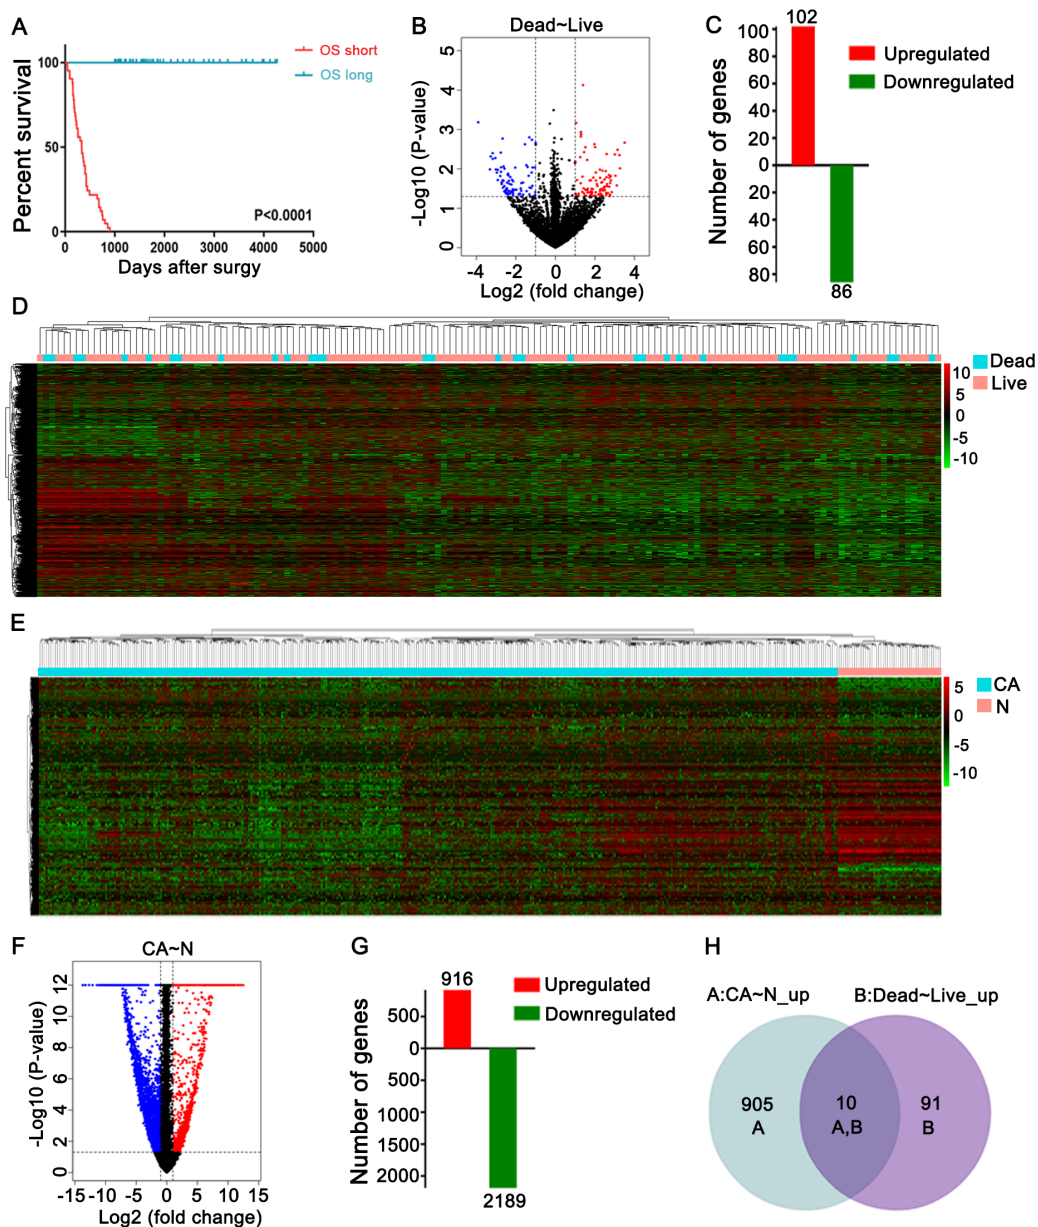 A
OS short
OS long
Percent survival
100
50
0
P<0.0001
0 1000 2000 3000 4000 5000
Days after surgy
B
Dead~Live
-Log10 (P-value)
5
4
3
2
1
0
-4 -2 0 2 4
Log2 (fold change)
C
102
Upregulated
Downregulated
Number of genes
100
80
60
40
20
0
20
40
60
80
86
D
Dead
Live
10
5
0
-5
-10
E
CA
N
5
0
-5
-10
F
CA~N
-Log10 (P-value)
12
10
8
6
4
2
0
-15 -10 -5 0 5 10 15
Log2 (fold change)
G
916
Upregulated
Downregulated
Number of genes
500
0
500
1000
1500
2000
2189
H
A:CA~N_up B:Dead~Live_up
905 10 91
A A,B B